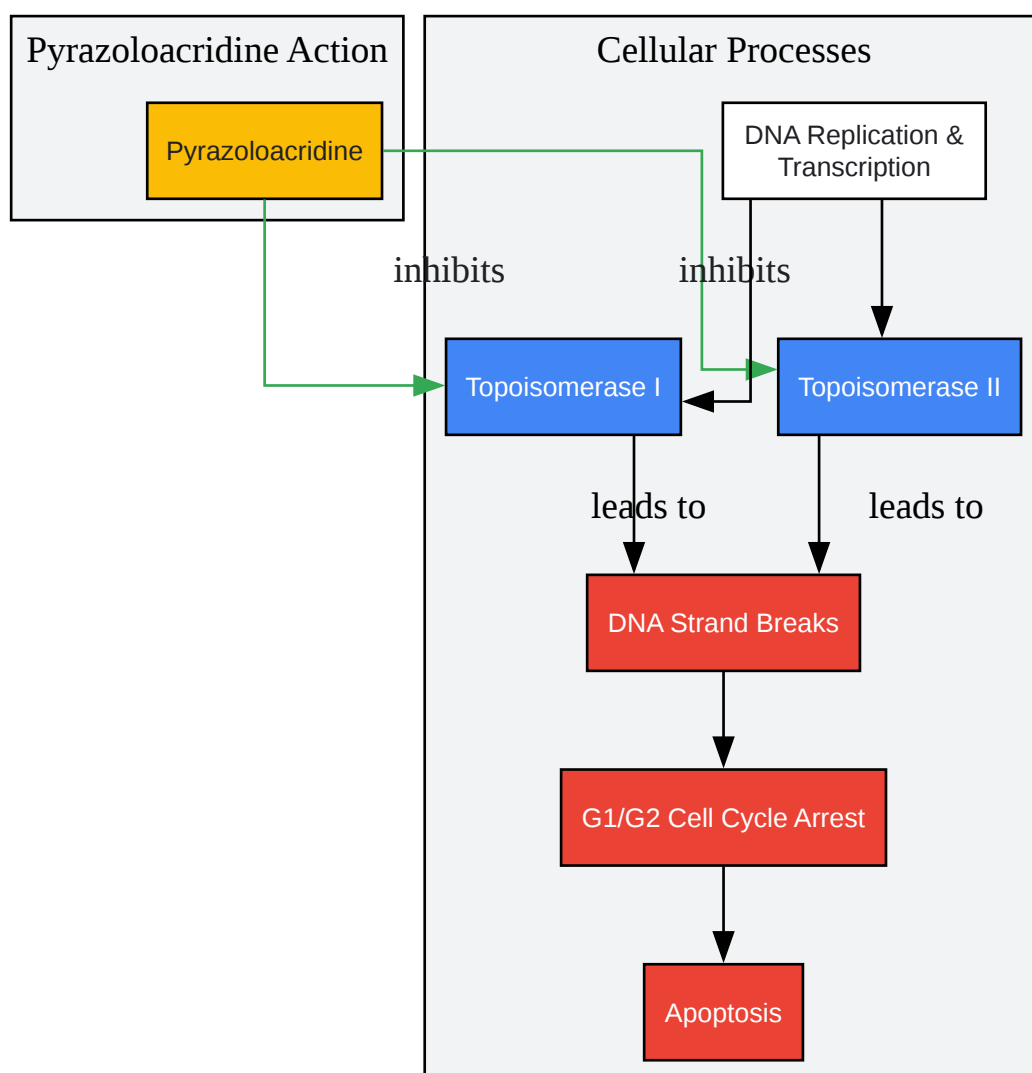 Pyrazoloacridine Action
Cellular Processes
Pyrazoloacridine
DNA Replication &
Transcription
inhibits
inhibits
Topoisomerase I
Topoisomerase II
leads to
leads to
DNA Strand Breaks
G1/G2 Cell Cycle Arrest
Apoptosis